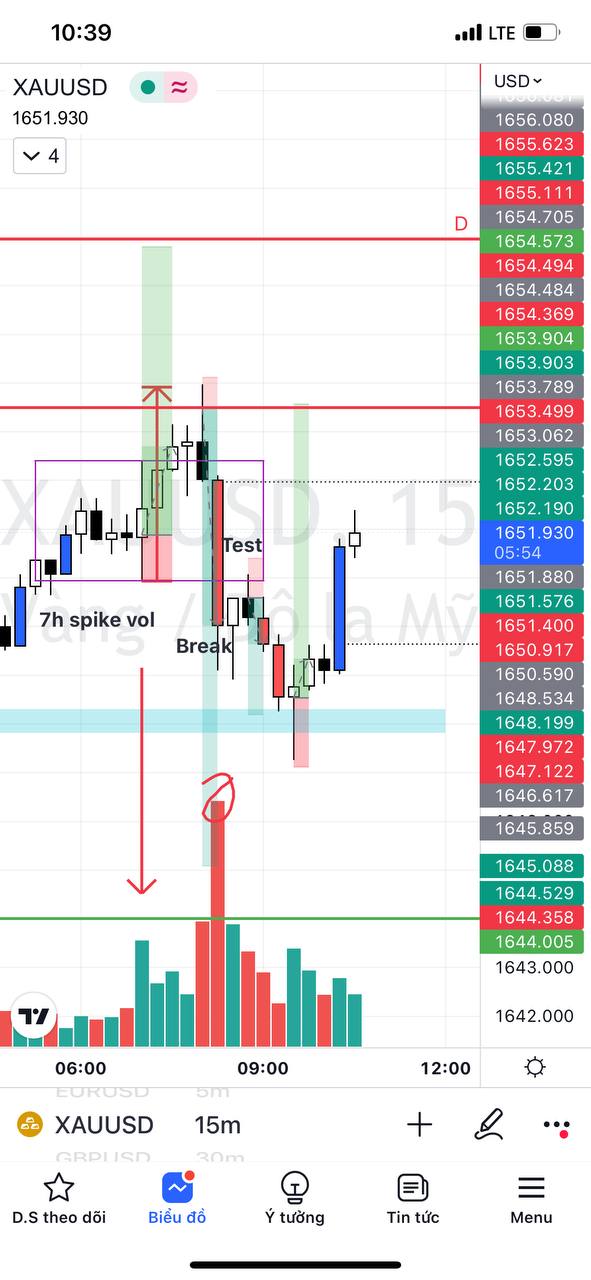 10:39
LTE
XAUUSD
1651.930
4
USD
1656.080
1655.623
1655.421
1655.111
1654.705
D
1654.573
1654.494
1654.484
1654.369
1653.904
1653.903
1653.789
1653.499
1653.062
1652.595
1652.203
1652.190
XAUUSD, 15
1651.930
05:54
Test
1651.880
1651.576
7h spike vol
1651.400
Vàng / la Mỹ
Break
1650.917
1650.590
1648.534
1648.199
1647.972
1647.122
1646.617
1645.859
1645.088
1644.529
1644.358
1644.005
1643.000
1642.000
06:00
09:00
12:00
EURUSD 5m
XAUUSD 15m
GBPUSD 30m
D.S theo dõi
Biểu đồ
Ý tưởng
Tin tức
Menu